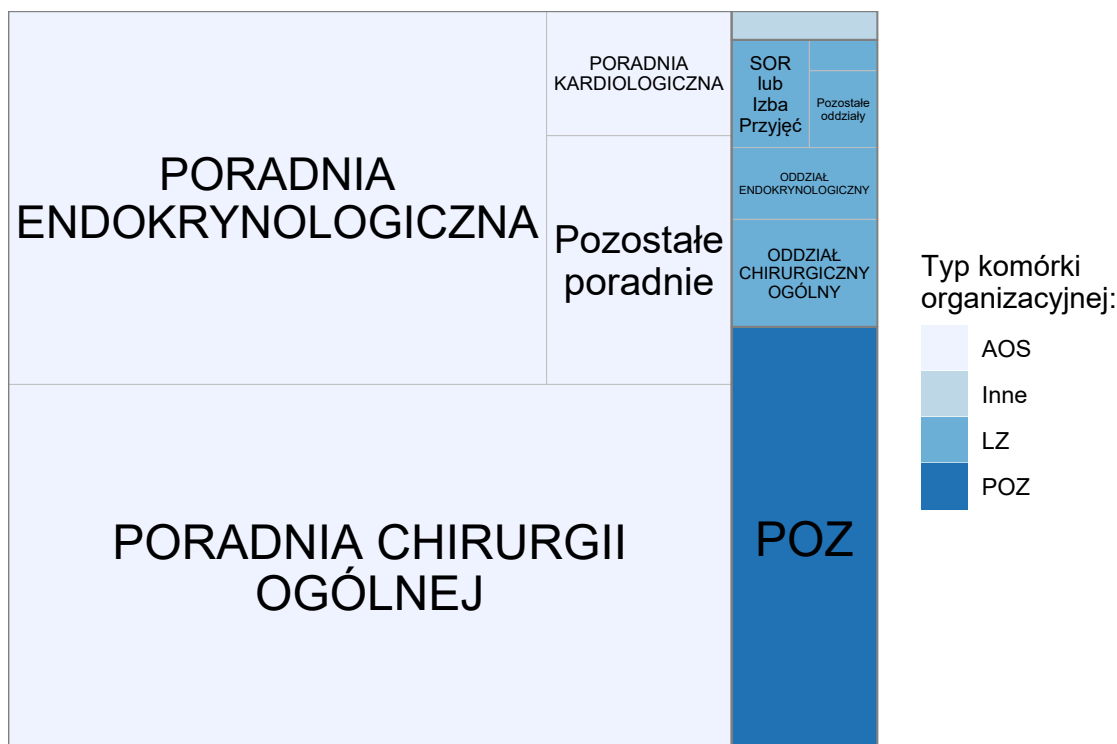 PORADNIA
ENDOKRYNOLOGICZNA
PORADNIA
KARDIOLOGICZNA
Pozostałe
poradnie
PORADNIA CHIRURGII
OGÓLNEJ
SOR
lub
Izba
Przyjęć
Pozostałe
oddziały
ODDZIAŁ
ENDOKRYNOLOGICZNY
ODDZIAŁ
CHIRURGICZNY
OGÓLNY
POZ
Typ komórki
organizacyjnej:
AOS
Inne
LZ
POZ